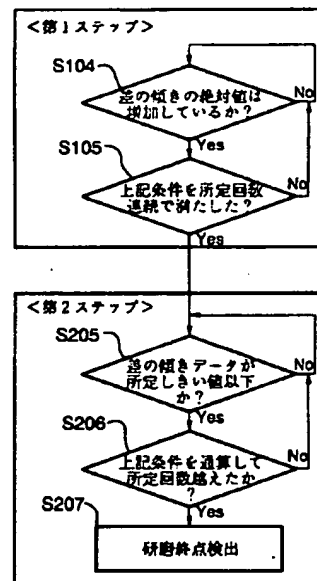 <第1ステップ>
S104
差の傾きの絶対値は
増加しているか?
No
Yes
S105
上記条件を所定回数
連続で満たした?
No
Yes
<第2ステップ>
S205
差の傾きデータが
所定しきい値以下
か?
No
Yes
S206
上記条件を通算して
所定回数越えたか
?
No
Yes
S207
研磨終点検出